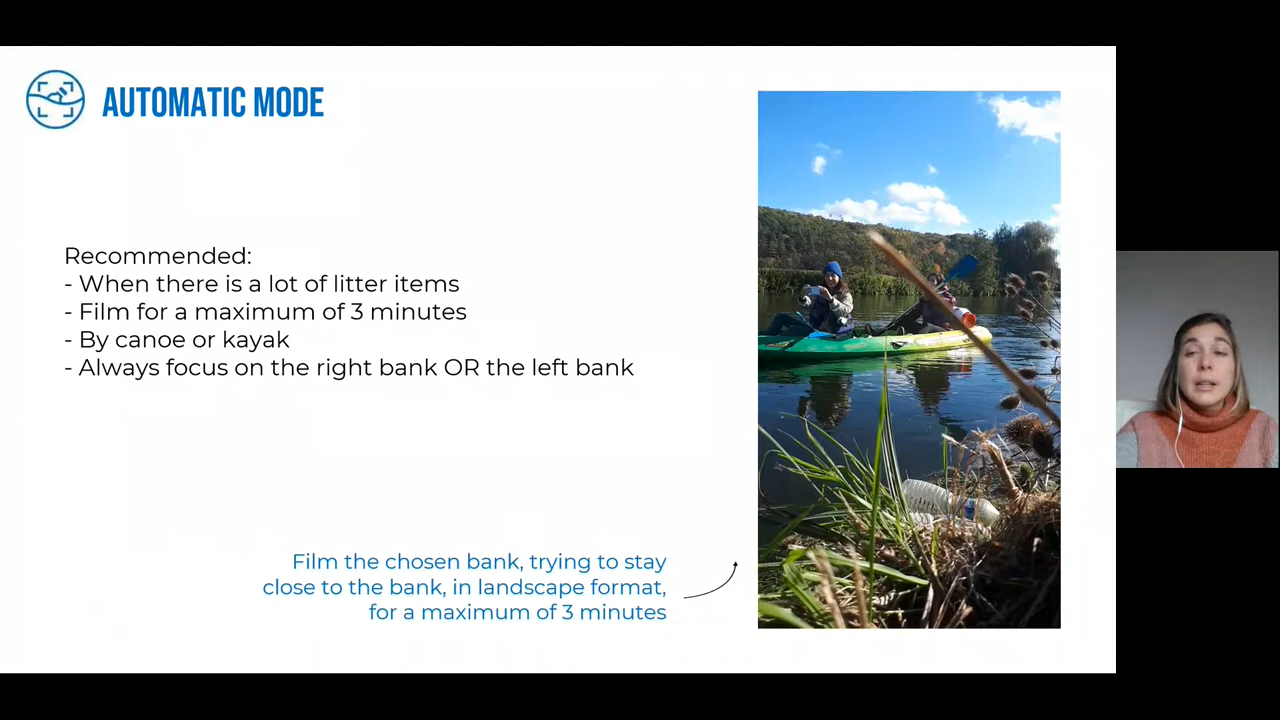 AUTOMATIC MODE
Recommended:
- When there is a lot of litter items
- Film for a maximum of 3 minutes
- By canoe or kayak
- Always focus on the right bank OR the left bank
Film the chosen bank, trying to stay
close to the bank, in landscape format,
for a maximum of 3 minutes